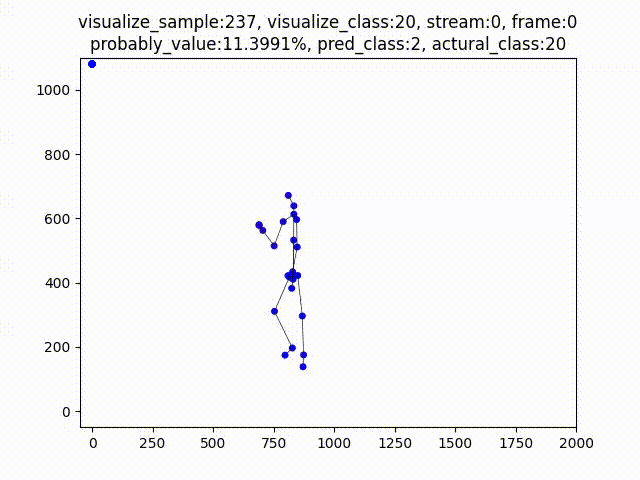 visualize_sample:237, visualize_class:20, stream:0, frame:0
probably_value:11.3991%, pred_class:2, actural_class:20
1000
800
600
400
200
0
0 250 500 750 1000 1250 1500 1750 2000